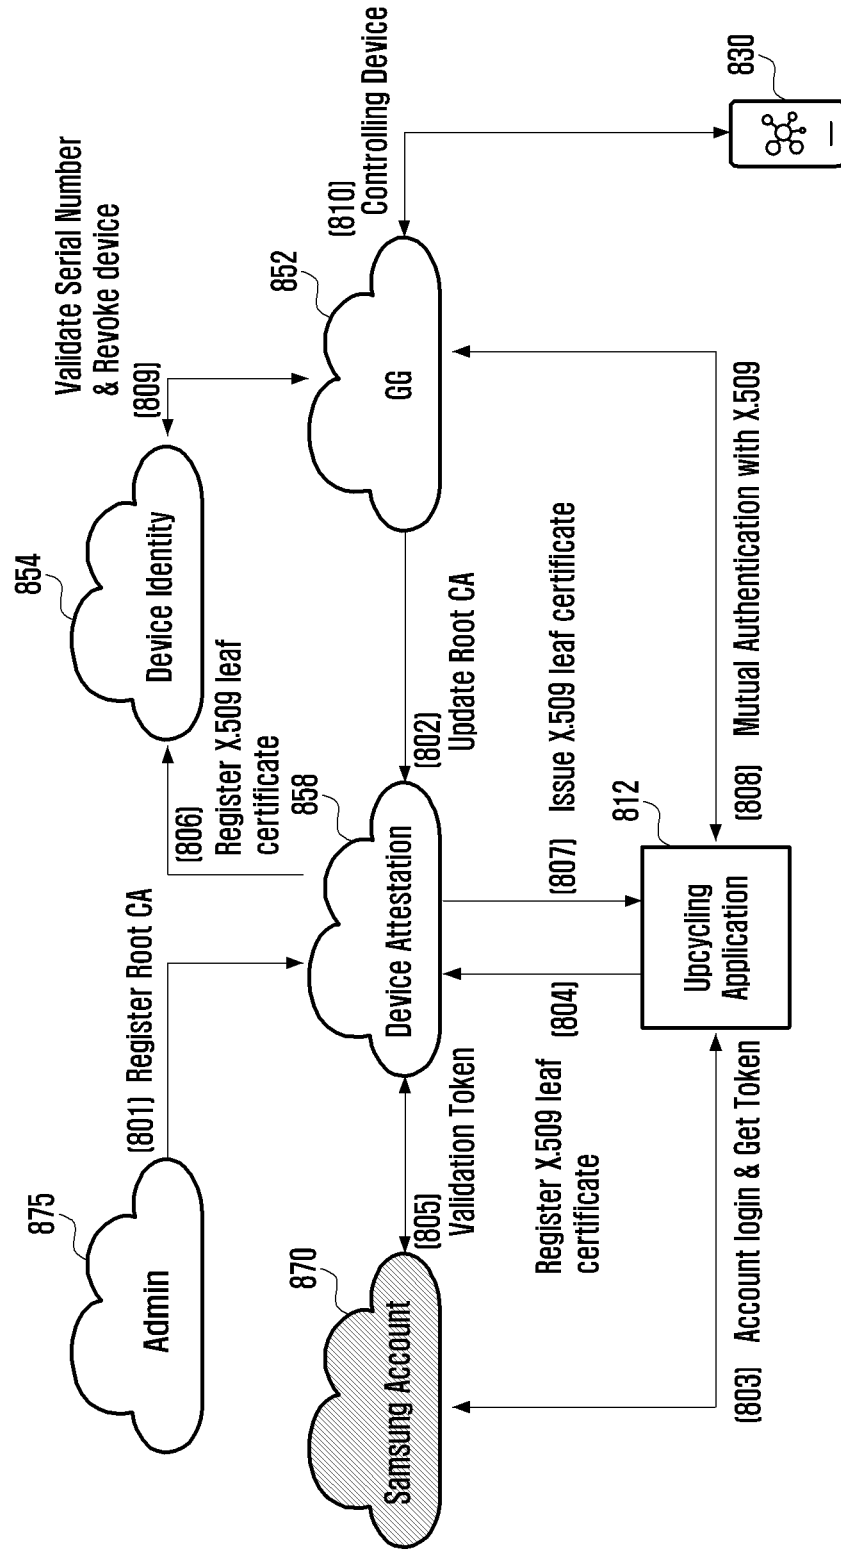 875
Admin
(801) Register Root CA
854
Device Identity
(806)
Register X.509 leaf
certificate
Validate Serial Number
& Revoke device
(809)
870
Samsung Account
(805)
Validation Token
858
Device Attestation
(802)
Update Root CA
852
GG
(810)
Controlling Device
830
Register X.509 leaf
certificate
(804)
(807) Issue X.509 leaf certificate
812
Upcycling
Application
(803) Account login & Get Token
(808) Mutual Authentication with X.509